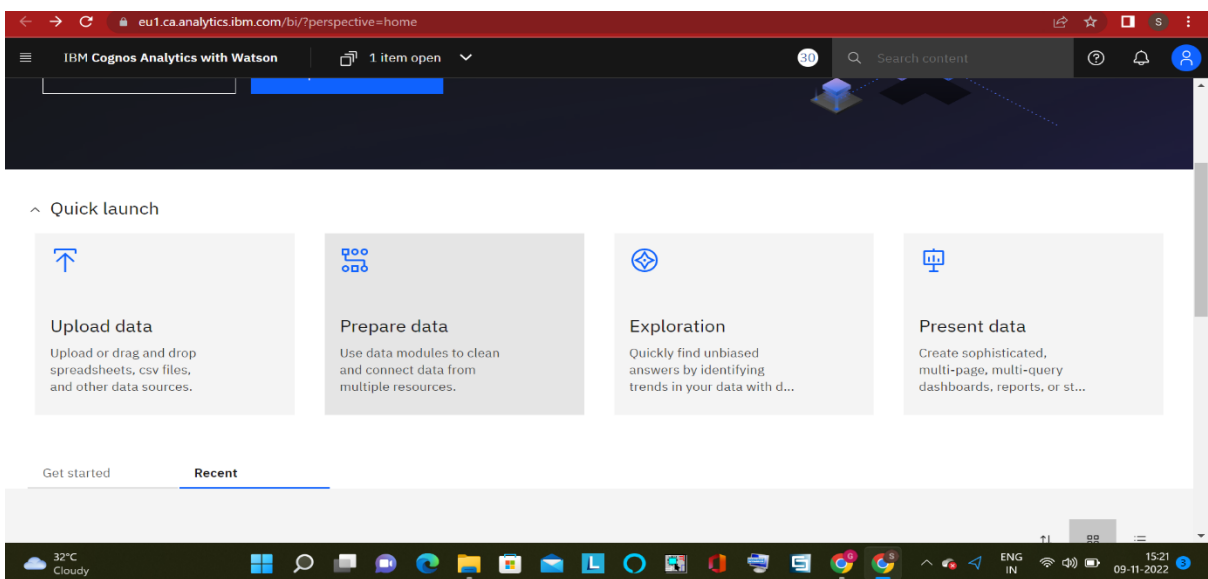 eu1.ca.analytics.ibm.com/bi/?perspective=home
S
IBM Cognos Analytics with Watson
1 item open
30
Search content
Quick launch
Upload data
Upload or drag and drop
spreadsheets, csv files,
and other data sources.
Prepare data
Use data modules to clean
and connect data from
multiple resources.
Exploration
Quickly find unbiased
answers by identifying
trends in your data with d...
Present data
Create sophisticated,
multi-page, multi-query
dashboards, reports, or st...
Get started
Recent
32°C
Cloudy
L
G
S
ENG
IN
15:21
09-11-2022
3